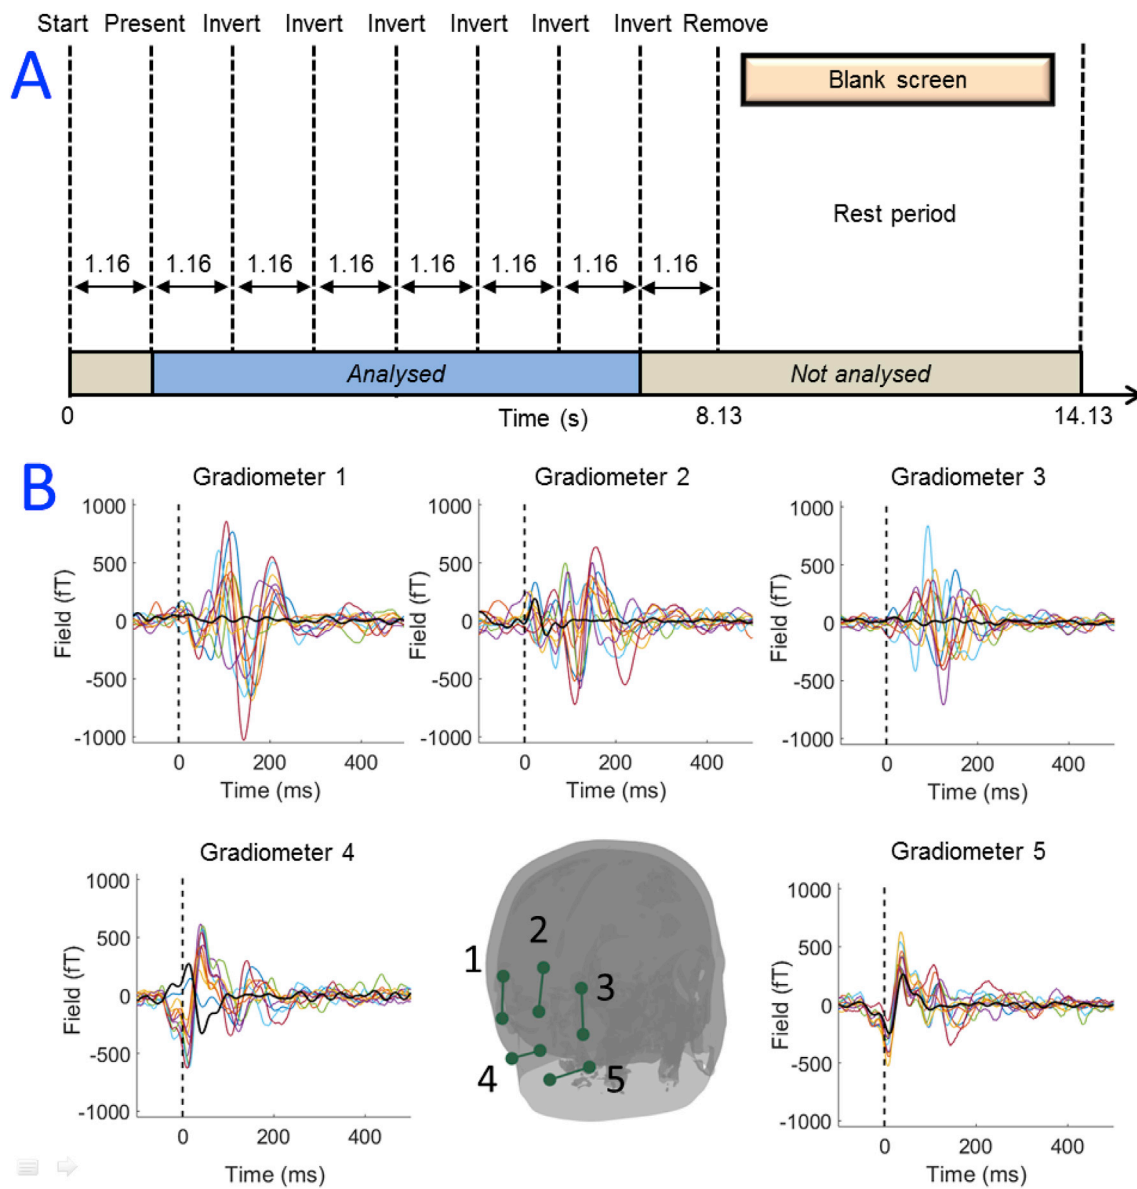 Start Present Invert Invert Invert Invert Invert Invert Remove
A
Blank screen
Rest period
1.16 1.16 1.16 1.16 1.16 1.16 1.16 1.16
Analysed Not analysed
0 Time (s) 8.13 14.13
B
Gradiometer 1
1000
500
0
-500
-1000
Field (fT)
0 200 400
Time (ms)
Gradiometer 2
1000
500
0
-500
-1000
Field (fT)
0 200 400
Time (ms)
Gradiometer 3
1000
500
0
-500
-1000
Field (fT)
0 200 400
Time (ms)
Gradiometer 4
1000
500
0
-500
-1000
Field (fT)
0 200 400
Time (ms)
1
2
3
4
5
Gradiometer 5
1000
500
0
-500
-1000
Field (fT)
0 200 400
Time (ms)